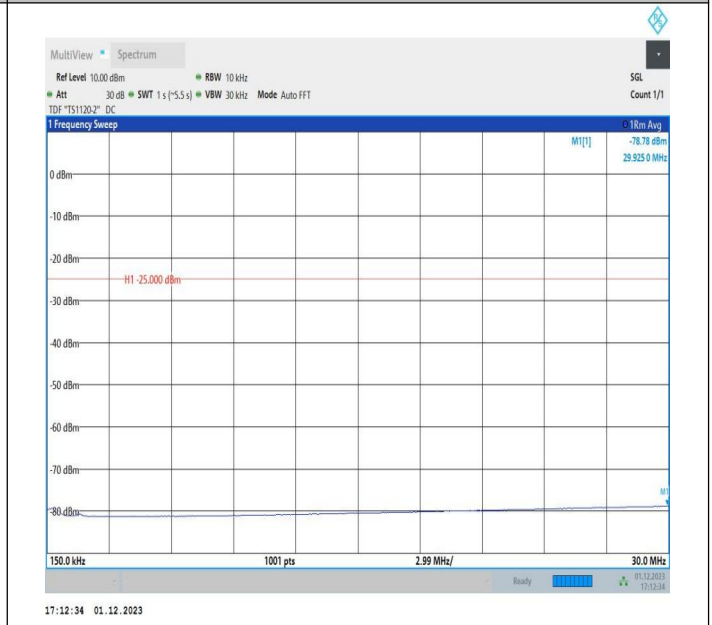 R S
MultiView Spectrum
Ref Level 10.00 dBm RBW 10 kHz SGL
Att 30 dB SWT 1 s (~5.5 s) VBW 30 kHz Mode Auto FFT Count 1/1
TDF "TS1120-2" DC
1 Frequency Sweep 1Rm Avg
M1[1] -78.78 dBm
29.925 0 MHz
0 dBm
-10 dBm
-20 dBm
H1 -25.000 dBm
-30 dBm
-40 dBm
-50 dBm
-60 dBm
-70 dBm
M1
-80 dBm
150.0 kHz 1001 pts 2.99 MHz/ 30.0 MHz
Ready 01.12.2023
17:12:34
17:12:34 01.12.2023